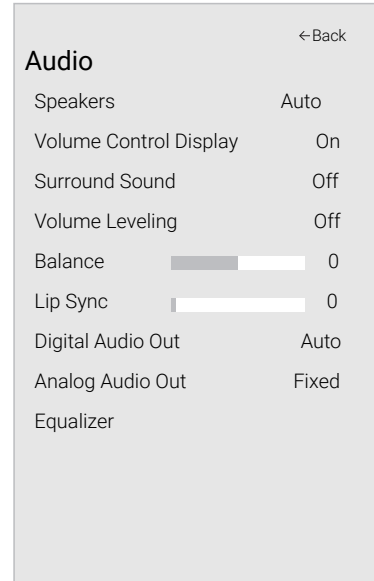 ←Back
Audio
Speakers Auto
Volume Control Display On
Surround Sound Off
Volume Leveling Off
Balance 0
Lip Sync 0
Digital Audio Out Auto
Analog Audio Out Fixed
Equalizer